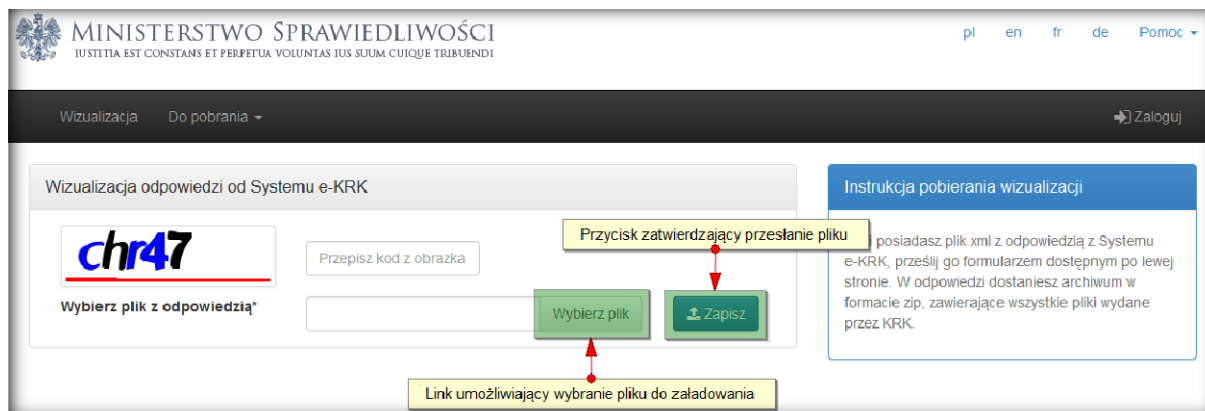 MINISTERSTWO SPRAWIEDLIWOŚCI
IUSTITIA EST CONSTANS ET PERPETUA VOLUNTAS IUS SUUM CUIQUE TRIBUENDI
pl en fr de Pomoc
Wizualizacja Do pobrania
Zaloguj
Wizualizacja odpowiedzi od Systemu e-KRK
chr47
Przepisz kod z obrazka
Przycisk zatwierdzający przesłanie pliku
Wybierz plik z odpowiedzią*
Wybierz plik
Zapisz
Link umożliwiający wybranie pliku do załadowania
Instrukcja pobierania wizualizacji
posiadasz plik xml z odpowiedzią z Systemu
e-KRK, prześlij go formularzem dostępnym po lewej
stronie. W odpowiedzi dostaniesz archiwum w
formacie zip, zawierające wszystkie pliki wydane
przez KRK.